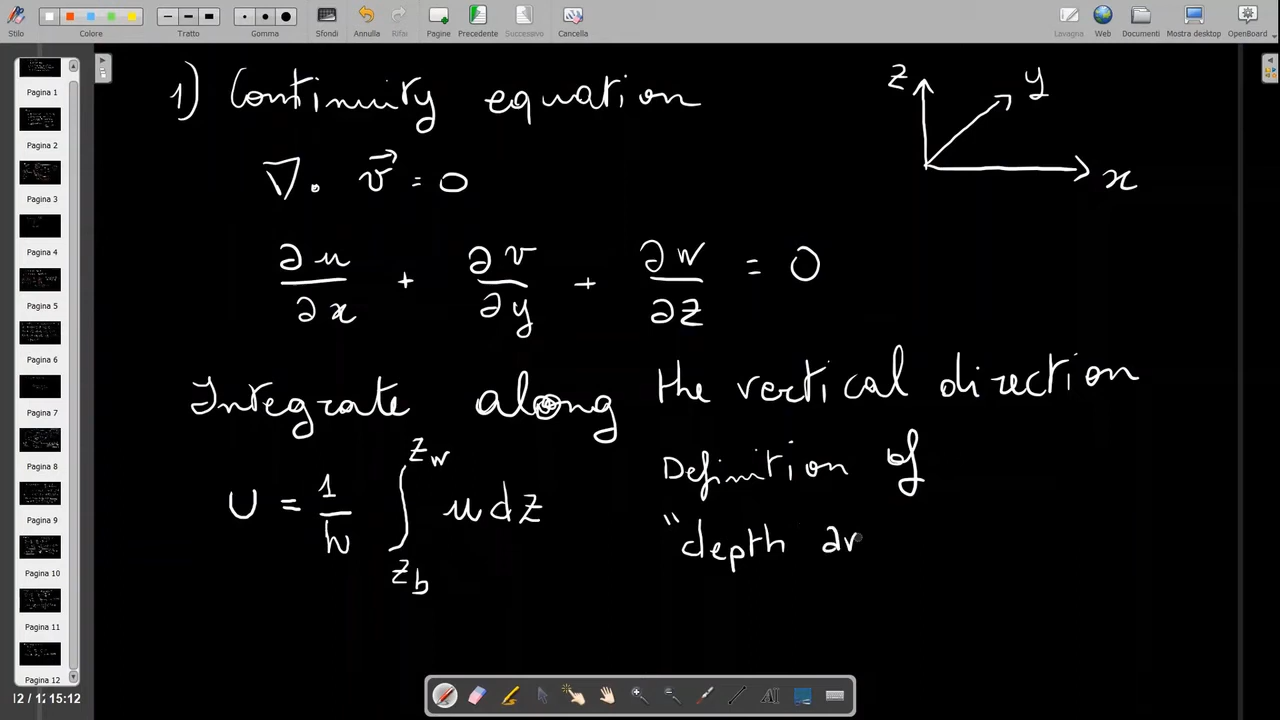 Stilo Colore Tratto Gomma Sfondi Annulla Rifai Pagine Precedente Successivo Cancella Lavagna Web Documenti Mostra desktop OpenBoard
Pagina 1
Pagina 2
Pagina 3
Pagina 4
Pagina 5
Pagina 6
Pagina 7
Pagina 8
Pagina 9
Pagina 10
Pagina 11
Pagina 12
1) Continuity equation
z y x
∇ · v⃗ = 0
∂u/∂x + ∂v/∂y + ∂w/∂z = 0
Integrate along the vertical direction
U = 1/h ∫_{z_b}^{z_w} u dz
Definition of
"depth av